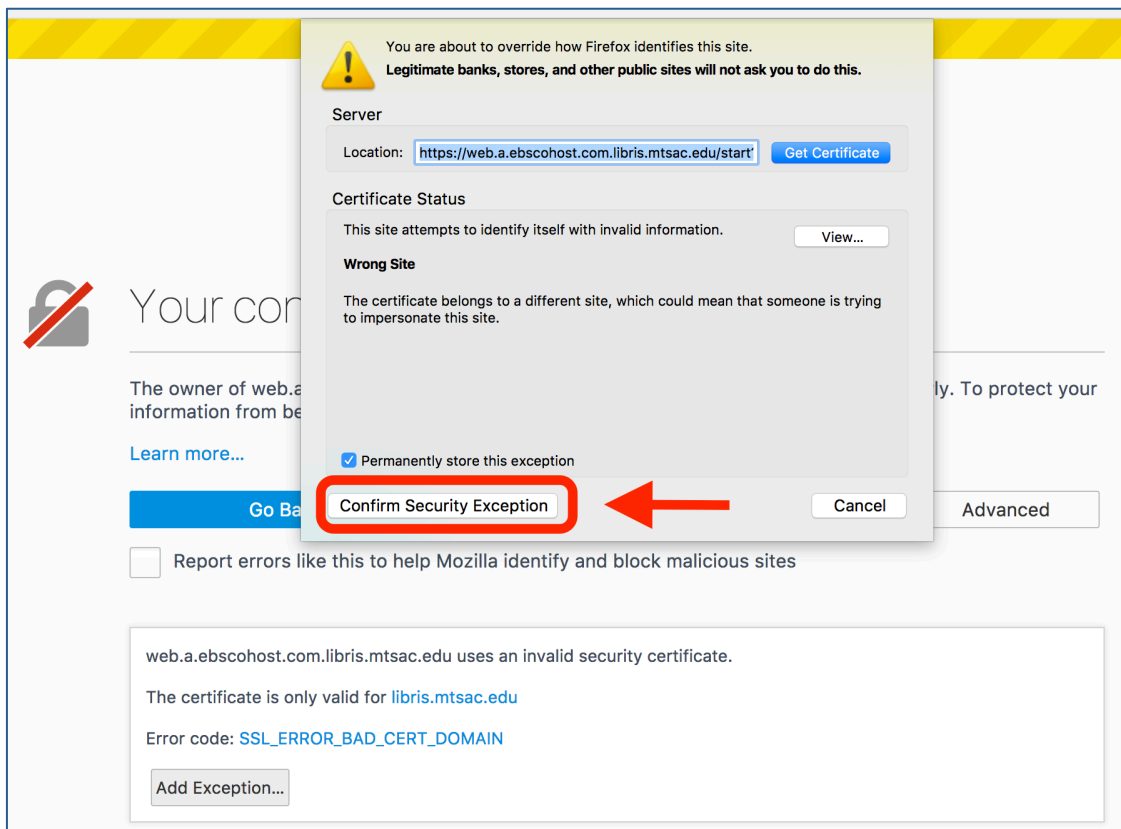 You are about to override how Firefox identifies this site.
Legitimate banks, stores, and other public sites will not ask you to do this.
Server
Location: https://web.a.ebscohost.com.libris.mtsac.edu/start? Get Certificate
Certificate Status
This site attempts to identify itself with invalid information.
View...
Wrong Site
The certificate belongs to a different site, which could mean that someone is trying
to impersonate this site.
Permanently store this exception
Confirm Security Exception Cancel
Your con
The owner of web.a ly. To protect your
information from be
Learn more...
Go Ba Advanced
Report errors like this to help Mozilla identify and block malicious sites
web.a.ebscohost.com.libris.mtsac.edu uses an invalid security certificate.
The certificate is only valid for libris.mtsac.edu
Error code: SSL_ERROR_BAD_CERT_DOMAIN
Add Exception...